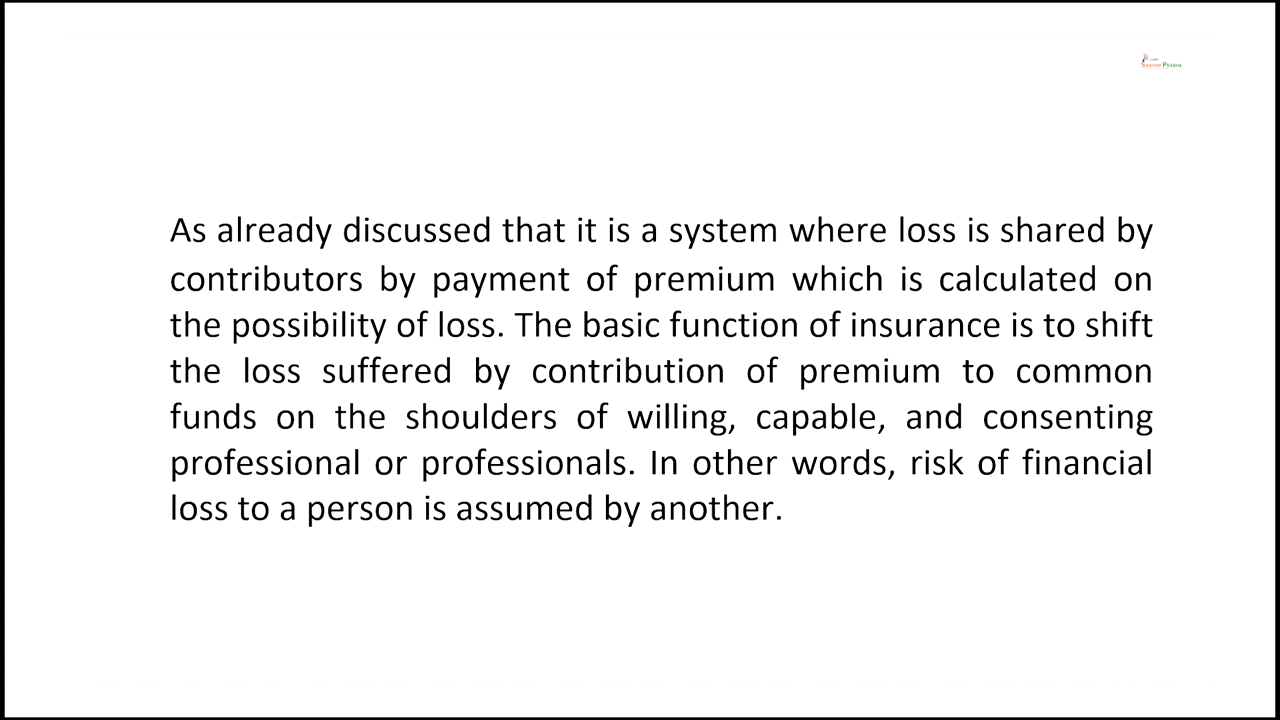 Swayam Prabha
As already discussed that it is a system where loss is shared by
contributors by payment of premium which is calculated on
the possibility of loss. The basic function of insurance is to shift
the loss suffered by contribution of premium to common
funds on the shoulders of willing, capable, and consenting
professional or professionals. In other words, risk of financial
loss to a person is assumed by another.